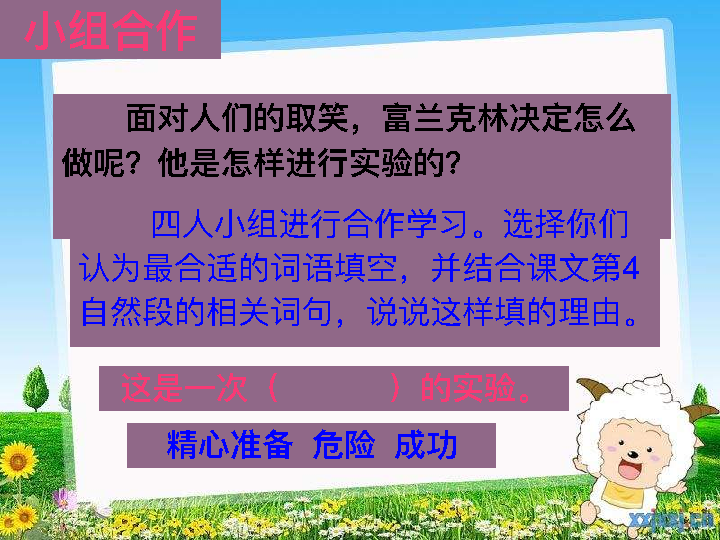 小组合作
面对人们的取笑，富兰克林决定怎么
做呢？他是怎样进行实验的？
四人小组进行合作学习。选择你们
认为最合适的词语填空，并结合课文第4
自然段的相关词句，说说这样填的理由。
这是一次（ ）的实验。
精心准备 危险 成功